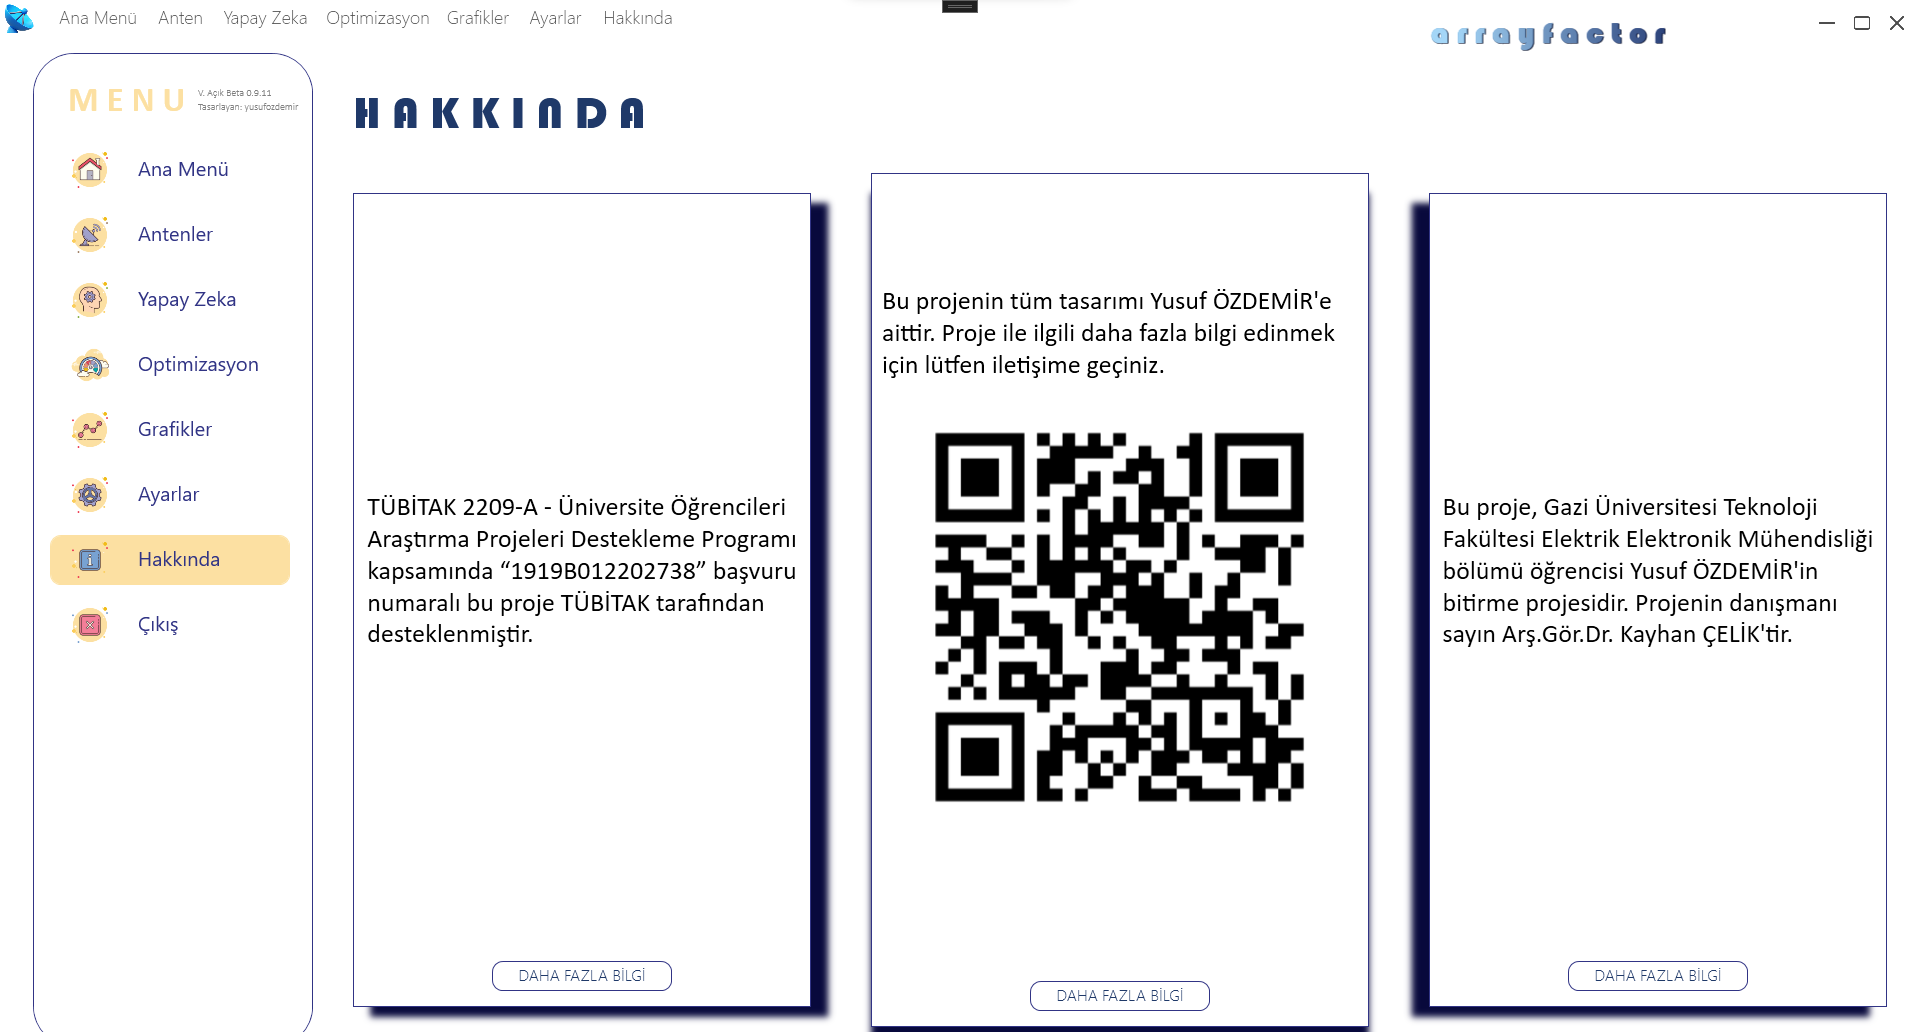 Ana Menü Anten Yapay Zeka Optimizasyon Grafikler Ayarlar Hakkında
arrayfactor
MENU
V. Açık Beta 0.9.11
Tasarlayan: yusufozdemir
Ana Menü
Antenler
Yapay Zeka
Optimizasyon
Grafikler
Ayarlar
Hakkında
Çıkış
HAKKINDA
TÜBİTAK 2209-A - Üniversite Öğrencileri
Araştırma Projeleri Destekleme Programı
kapsamında “1919B012202738” başvuru
numaralı bu proje TÜBİTAK tarafından
desteklenmiştir.
DAHA FAZLA BİLGİ
Bu projenin tüm tasarımı Yusuf ÖZDEMİR'e
aittir. Proje ile ilgili daha fazla bilgi edinmek
için lütfen iletişime geçiniz.
DAHA FAZLA BİLGİ
Bu proje, Gazi Üniversitesi Teknoloji
Fakültesi Elektrik Elektronik Mühendisliği
bölümü öğrencisi Yusuf ÖZDEMİR'in
bitirme projesidir. Projenin danışmanı
sayın Arş.Gör.Dr. Kayhan ÇELİK'tir.
DAHA FAZLA BİLGİ